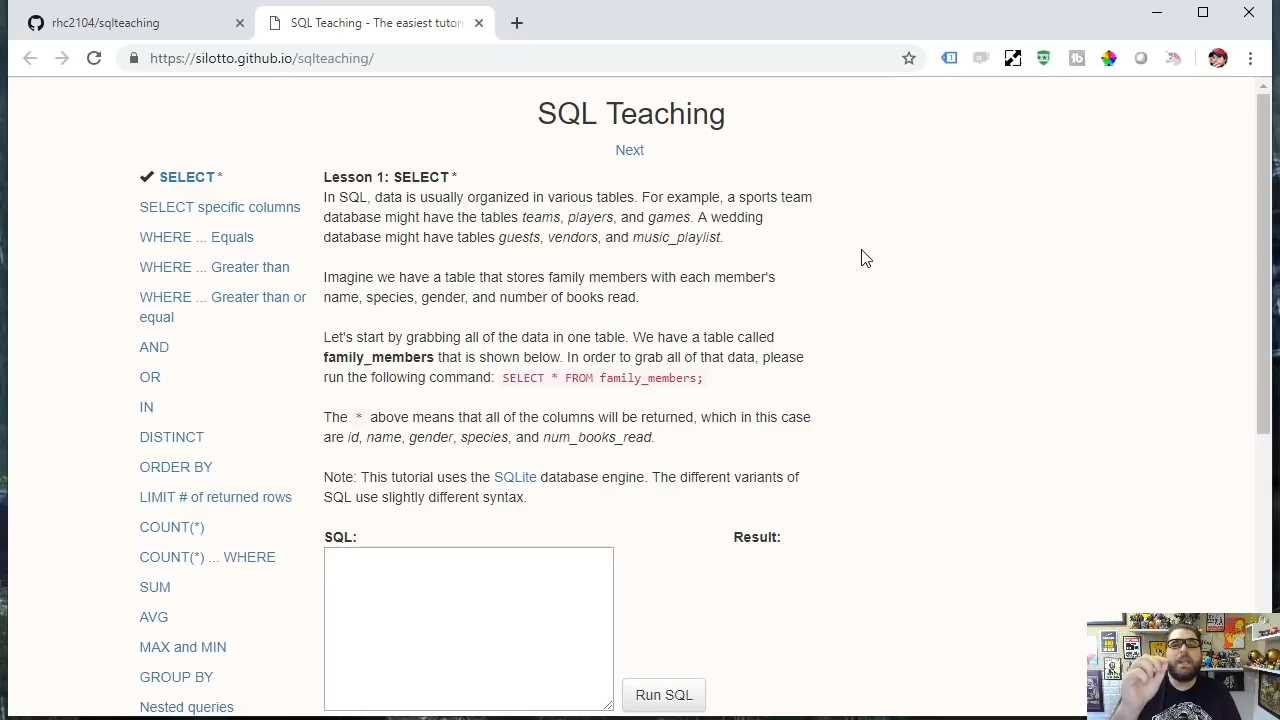 rhc2104/sqlteaching
SQL Teaching - The easiest tutor
https://silotto.github.io/sqlteaching/
SQL Teaching
Next
SELECT *
SELECT specific columns
WHERE ... Equals
WHERE ... Greater than
WHERE ... Greater than or
equal
AND
OR
IN
DISTINCT
ORDER BY
LIMIT # of returned rows
COUNT(*)
COUNT(*) ... WHERE
SUM
AVG
MAX and MIN
GROUP BY
Nested queries
Lesson 1: SELECT *
In SQL, data is usually organized in various tables. For example, a sports team
database might have the tables teams, players, and games. A wedding
database might have tables guests, vendors, and music_playlist.
Imagine we have a table that stores family members with each member's
name, species, gender, and number of books read.
Let's start by grabbing all of the data in one table. We have a table called
family_members that is shown below. In order to grab all of that data, please
run the following command: SELECT * FROM family_members;
The * above means that all of the columns will be returned, which in this case
are id, name, gender, species, and num_books_read.
Note: This tutorial uses the SQLite database engine. The different variants of
SQL use slightly different syntax.
SQL:
Result:
Run SQL